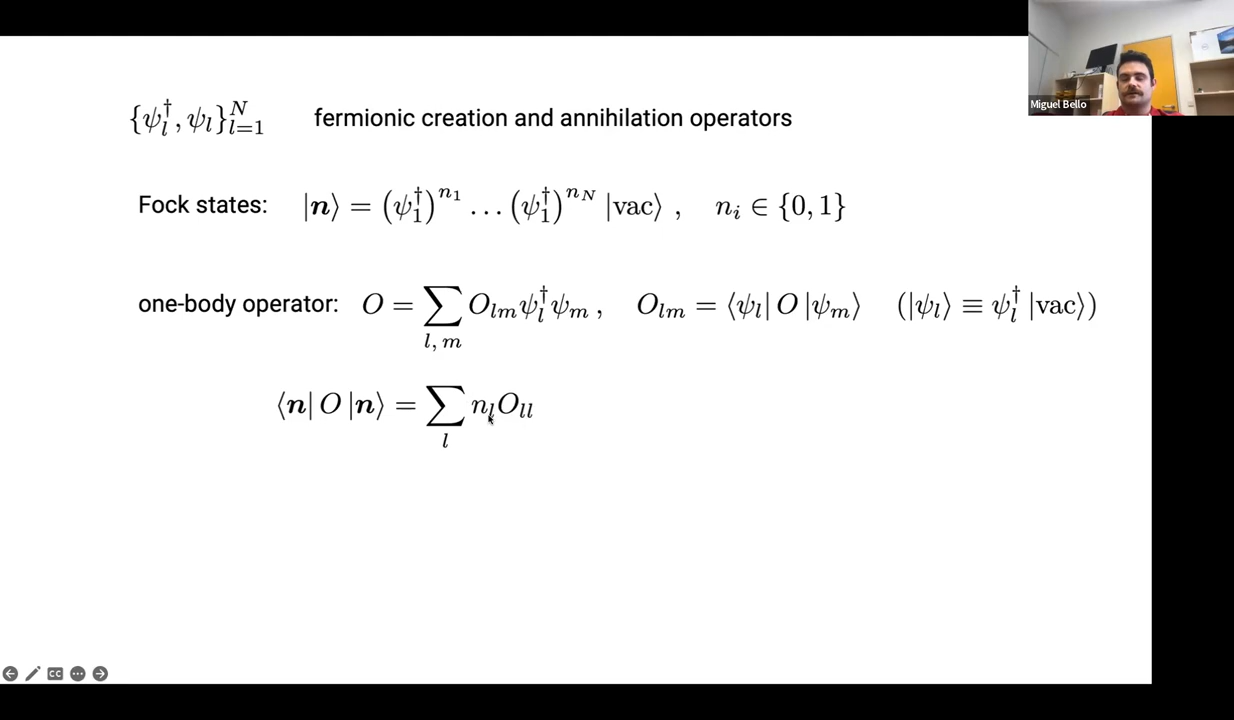 Miguel Bello
{ψ_l^†, ψ_l}_{l=1}^N fermionic creation and annihilation operators
Fock states: |n⟩ = (ψ_1^†)^{n_1} … (ψ_1^†)^{n_N} |vac⟩ , n_i ∈ {0, 1}
one-body operator: O = ∑_{l, m} O_{lm} ψ_l^† ψ_m , O_{lm} = ⟨ψ_l| O |ψ_m⟩ (|ψ_l⟩ ≡ ψ_l^† |vac⟩)
⟨n| O |n⟩ = ∑_l n_l O_{ll}
CC